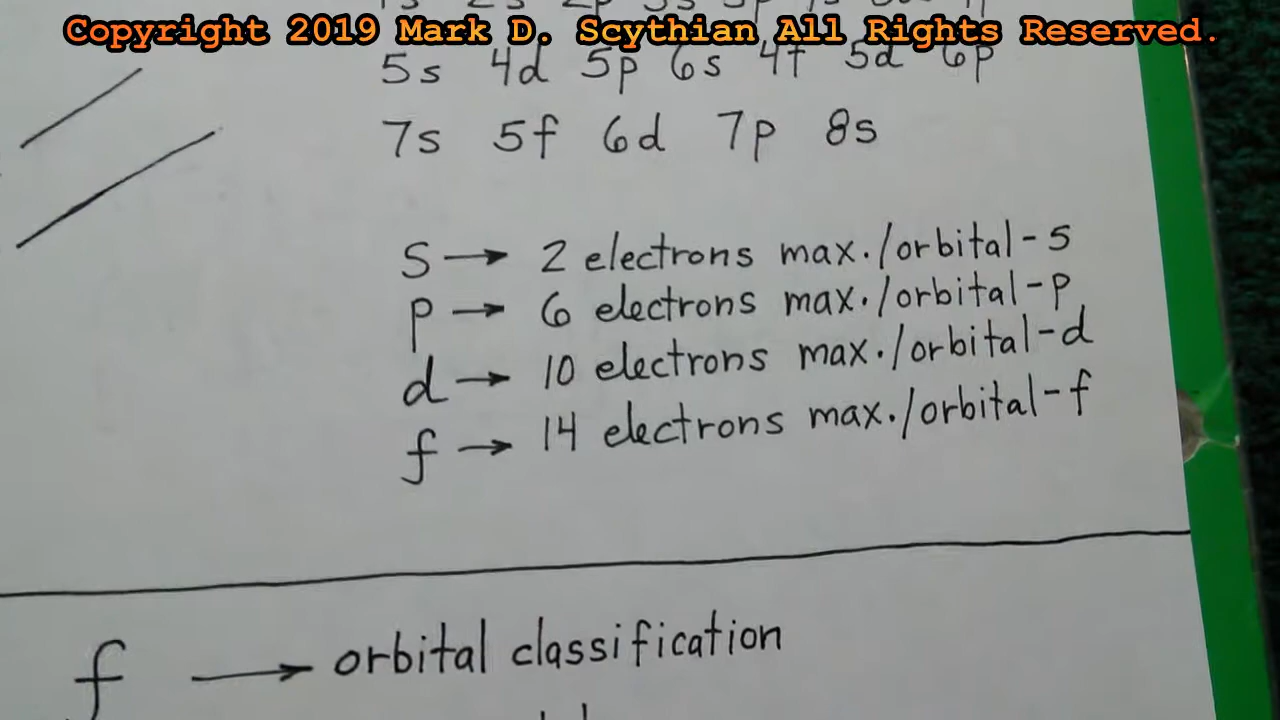 Copyright 2019 Mark D. Scythian All Rights Reserved.
5s 4d 5p 6s 4f 5d 6p
7s 5f 6d 7p 8s
s → 2 electrons max./orbital-s
p → 6 electrons max./orbital-p
d → 10 electrons max./orbital-d
f → 14 electrons max./orbital-f
f → orbital classification